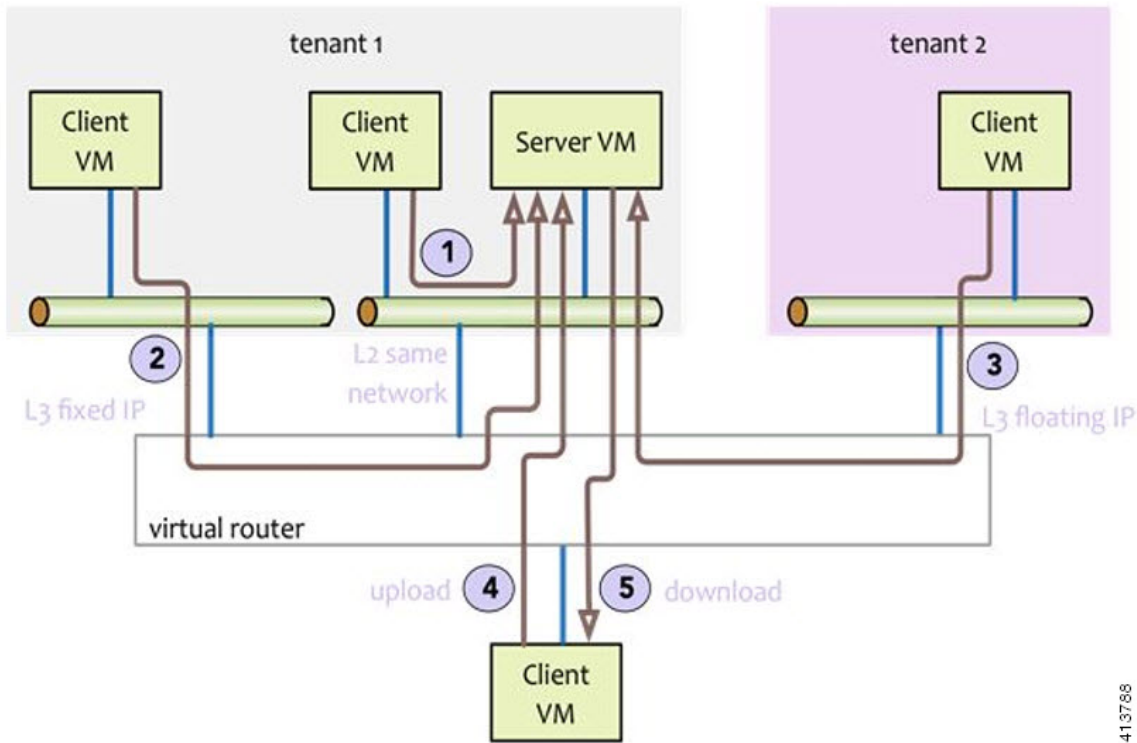 tenant 1
tenant 2
Client
VM
Client
VM
Server VM
Client
VM
1
2
L2 same
network
3
L3 fixed IP
L3 floating IP
virtual router
upload 4
5 download
Client
VM
413788